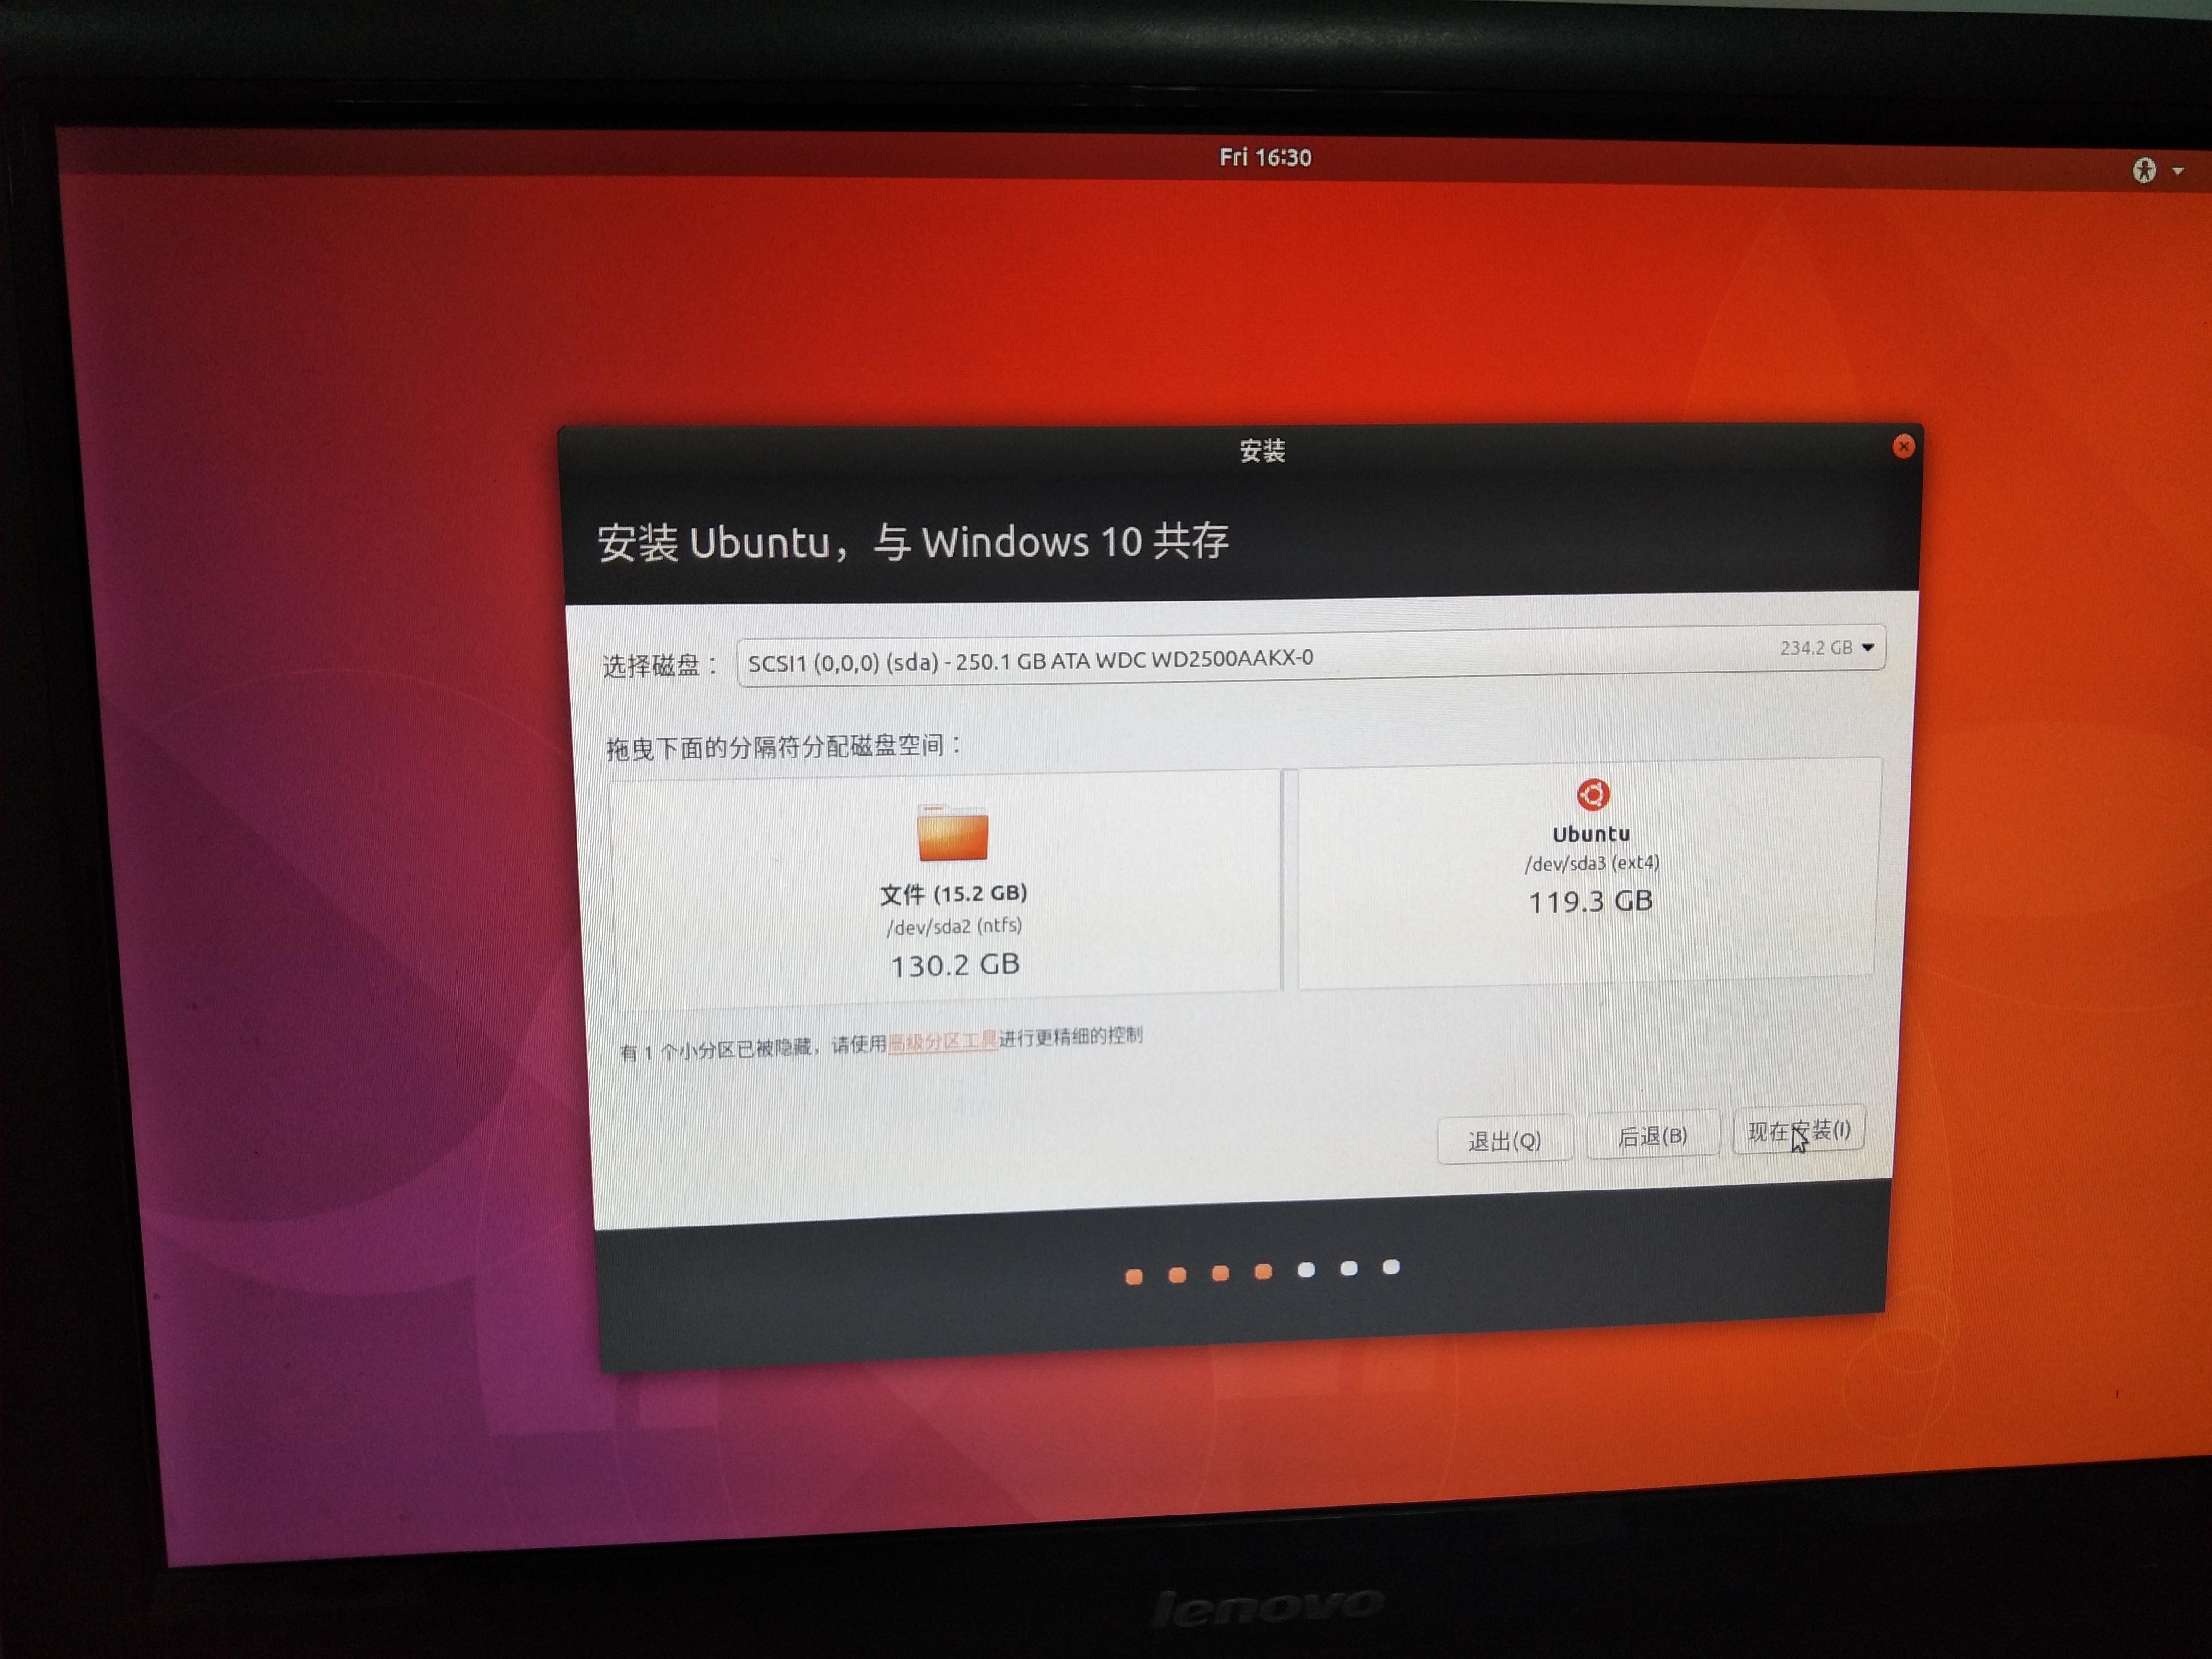 Fri 16:30
安装
安装 Ubuntu，与 Windows 10 共存
选择磁盘： SCSI1 (0,0,0) (sda) - 250.1 GB ATA WDC WD2500AAKX-0 234.2 GB
拖曳下面的分隔符分配磁盘空间：
文件 (15.2 GB)
/dev/sda2 (ntfs)
130.2 GB
Ubuntu
/dev/sda3 (ext4)
119.3 GB
有 1 个小分区已被隐藏，请使用高级分区工具进行更精细的控制
退出(Q) 后退(B) 现在安装(I)
lenovo